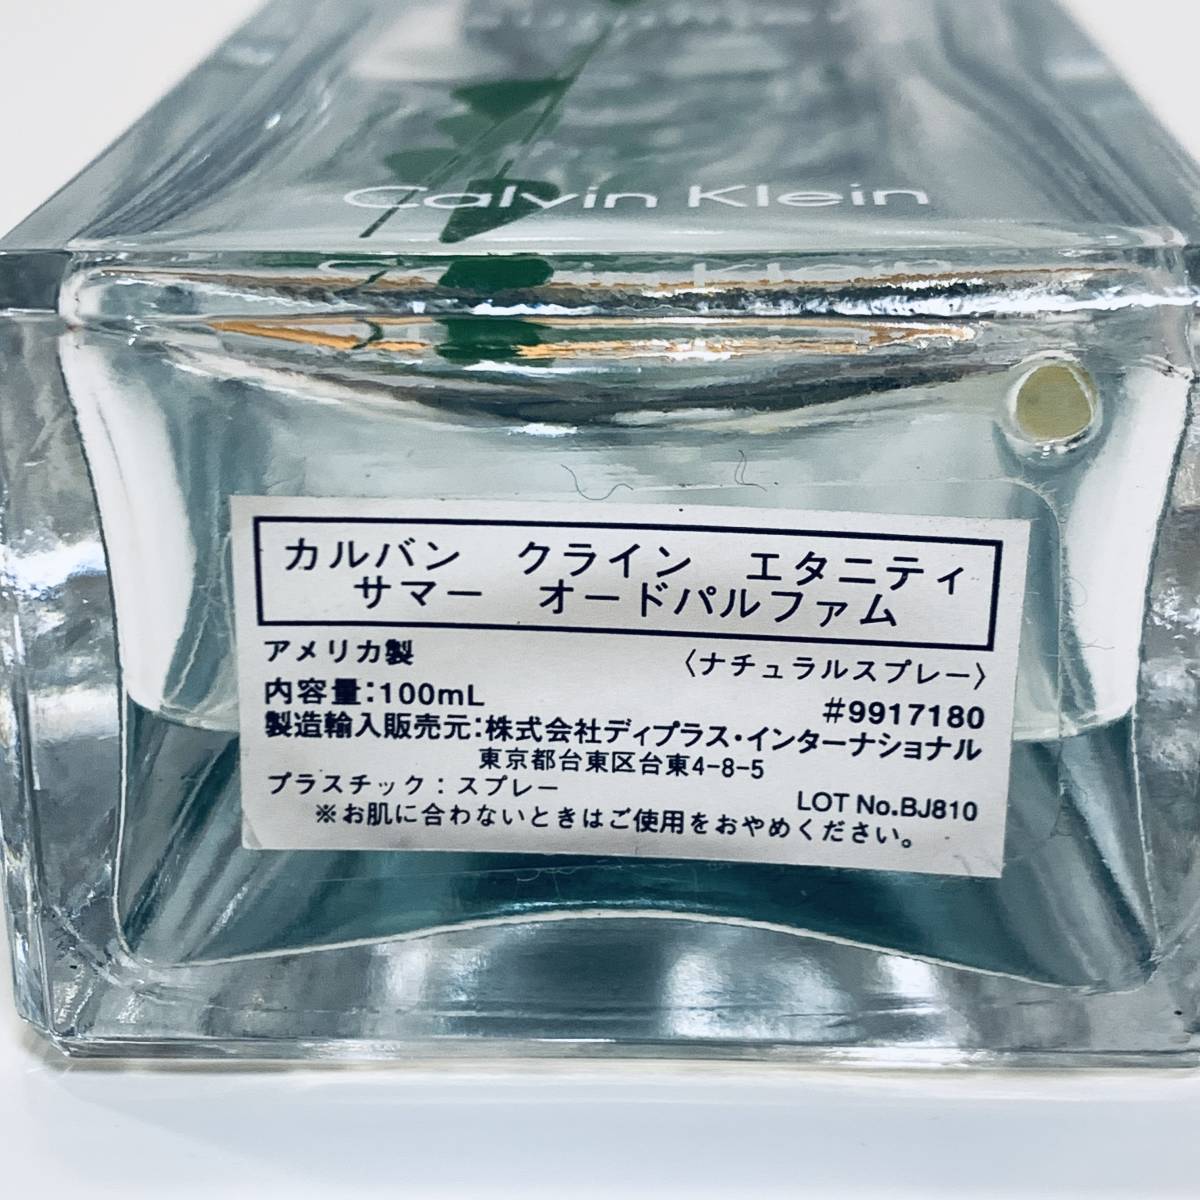 Calvin Klein
カルバン クライン エタニティ
サマー オードパルファム
アメリカ製 〈ナチュラルスプレー〉
内容量:100mL #9917180
製造輸入販売元:株式会社ディプラス・インターナショナル
東京都台東区台東4-8-5
プラスチック:スプレー LOT No.BJ810
※お肌に合わないときはご使用をおやめください。